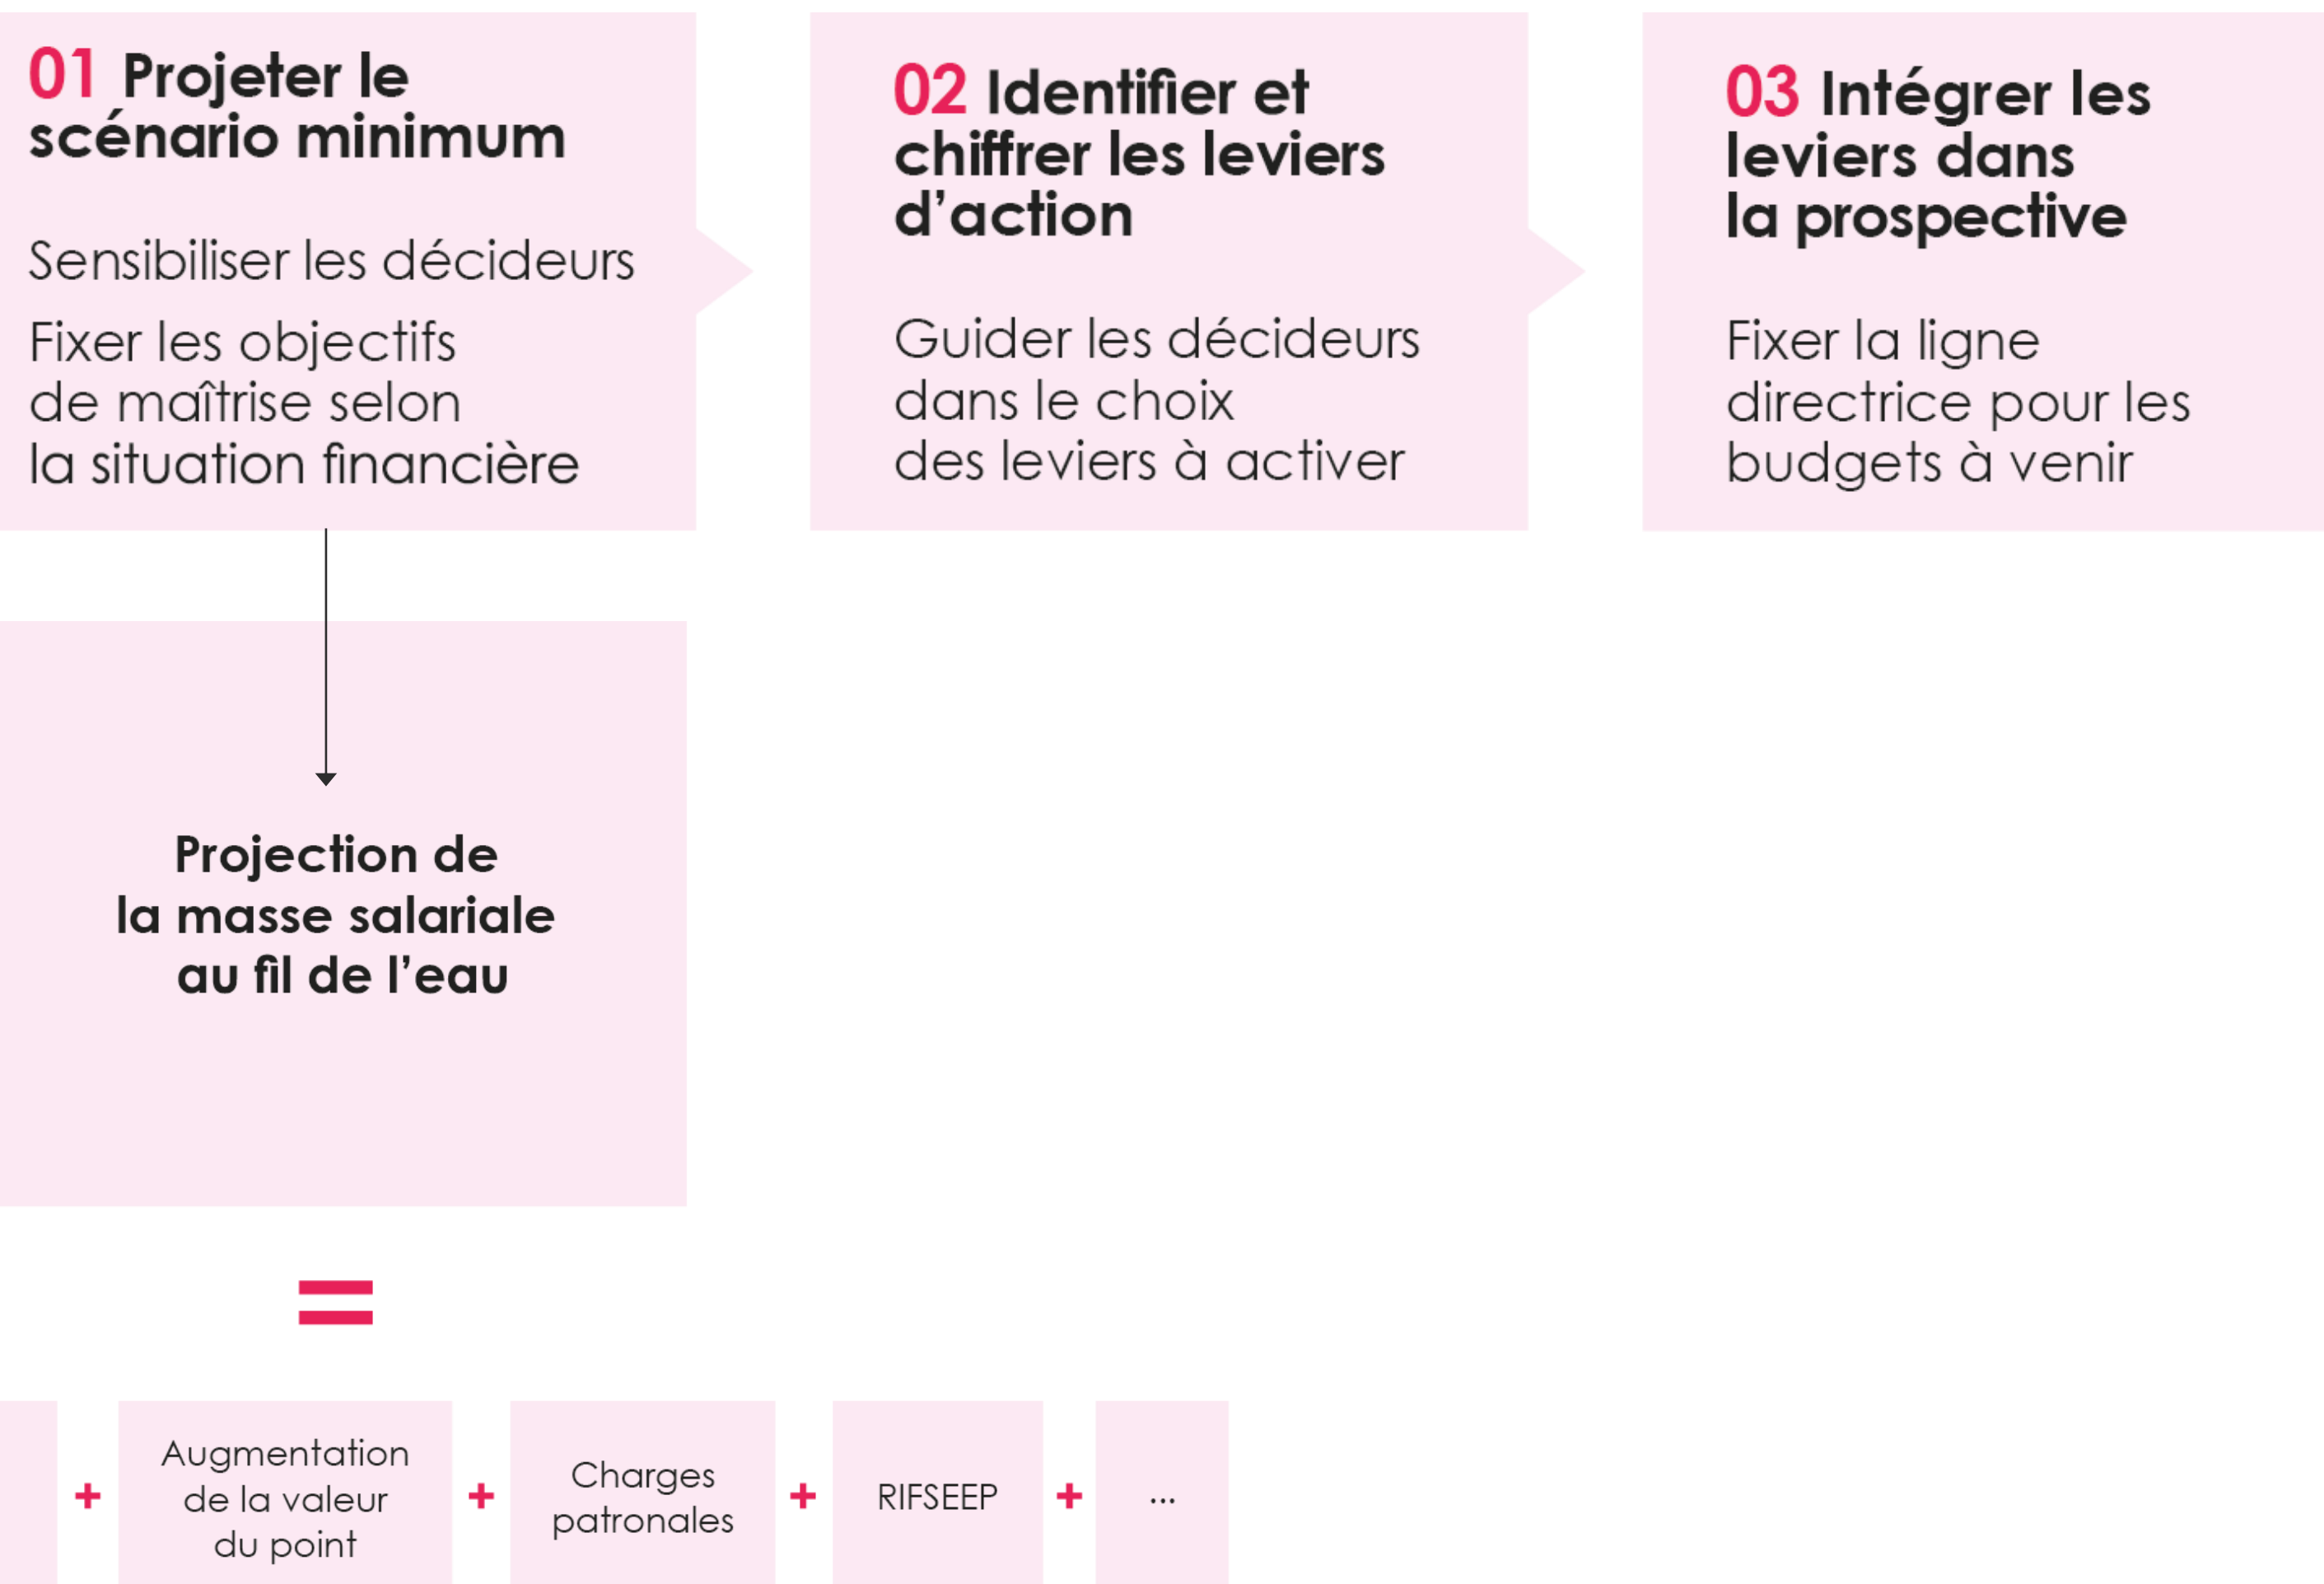 01 Projeter le
scénario minimum
Sensibiliser les décideurs
Fixer les objectifs
de maîtrise selon
la situation financière
02 Identifier et
chiffrer les leviers
d’action
Guider les décideurs
dans le choix
des leviers à activer
03 Intégrer les
leviers dans
la prospective
Fixer la ligne
directrice pour les
budgets à venir
Projection de
la masse salariale
au fil de l’eau
=
+
Augmentation
de la valeur
du point
+
Charges
patronales
+
RIFSEEP
+
...